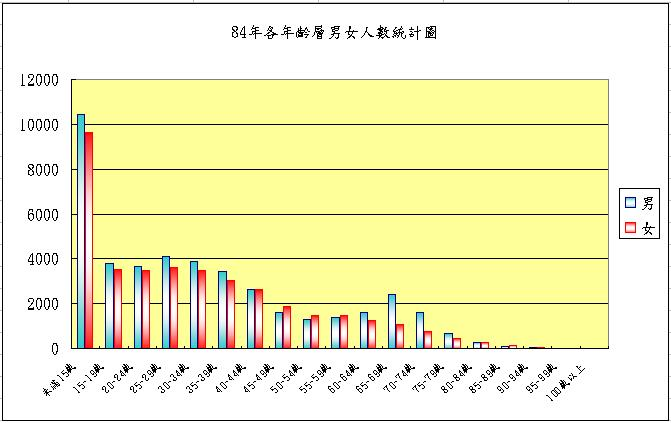 84年各年齡層男女人數統計圖
12000
10000
8000
6000
4000
2000
0
未滿15歲
15-19歲
20-24歲
25-29歲
30-34歲
35-39歲
40-44歲
45-49歲
50-54歲
55-59歲
60-64歲
65-69歲
70-74歲
75-79歲
80-84歲
85-89歲
90-94歲
95-99歲
100歲以上
男
女